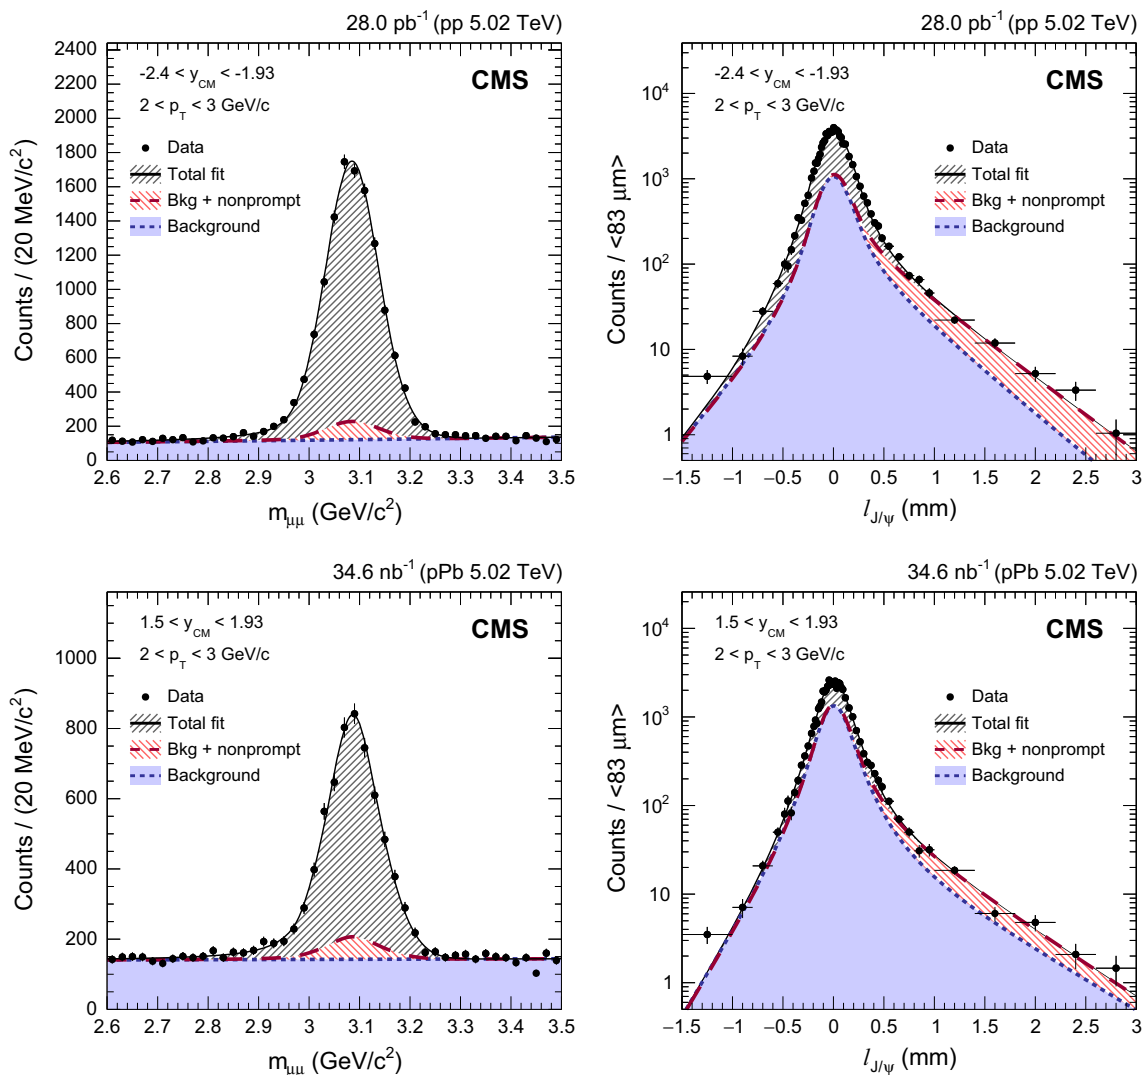 28.0 pb⁻¹ (pp 5.02 TeV)
-2.4 < y_CM < -1.93
CMS
2 < p_T < 3 GeV/c
Data
Total fit
Bkg + nonprompt
Background
Counts / (20 MeV/c²)
2400
2200
2000
1800
1600
1400
1200
1000
800
600
400
200
0
2.6 2.7 2.8 2.9 3 3.1 3.2 3.3 3.4 3.5
m_μμ (GeV/c²)
28.0 pb⁻¹ (pp 5.02 TeV)
-2.4 < y_CM < -1.93
CMS
2 < p_T < 3 GeV/c
Data
Total fit
Bkg + nonprompt
Background
Counts / <83 μm>
10⁴
10³
10²
10
1
−1.5 −1 −0.5 0 0.5 1 1.5 2 2.5 3
l_J/ψ (mm)
34.6 nb⁻¹ (pPb 5.02 TeV)
1.5 < y_CM < 1.93
CMS
2 < p_T < 3 GeV/c
Data
Total fit
Bkg + nonprompt
Background
Counts / (20 MeV/c²)
1000
800
600
400
200
0
2.6 2.7 2.8 2.9 3 3.1 3.2 3.3 3.4 3.5
m_μμ (GeV/c²)
34.6 nb⁻¹ (pPb 5.02 TeV)
1.5 < y_CM < 1.93
CMS
2 < p_T < 3 GeV/c
Data
Total fit
Bkg + nonprompt
Background
Counts / <83 μm>
10⁴
10³
10²
10
1
−1.5 −1 −0.5 0 0.5 1 1.5 2 2.5 3
l_J/ψ (mm)